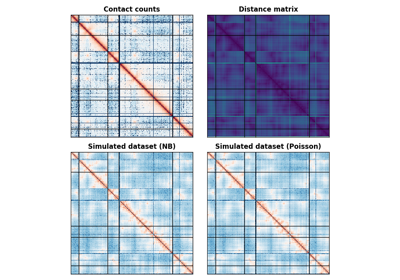 Contact counts
Distance matrix
Simulated dataset (NB)
Simulated dataset (Poisson)